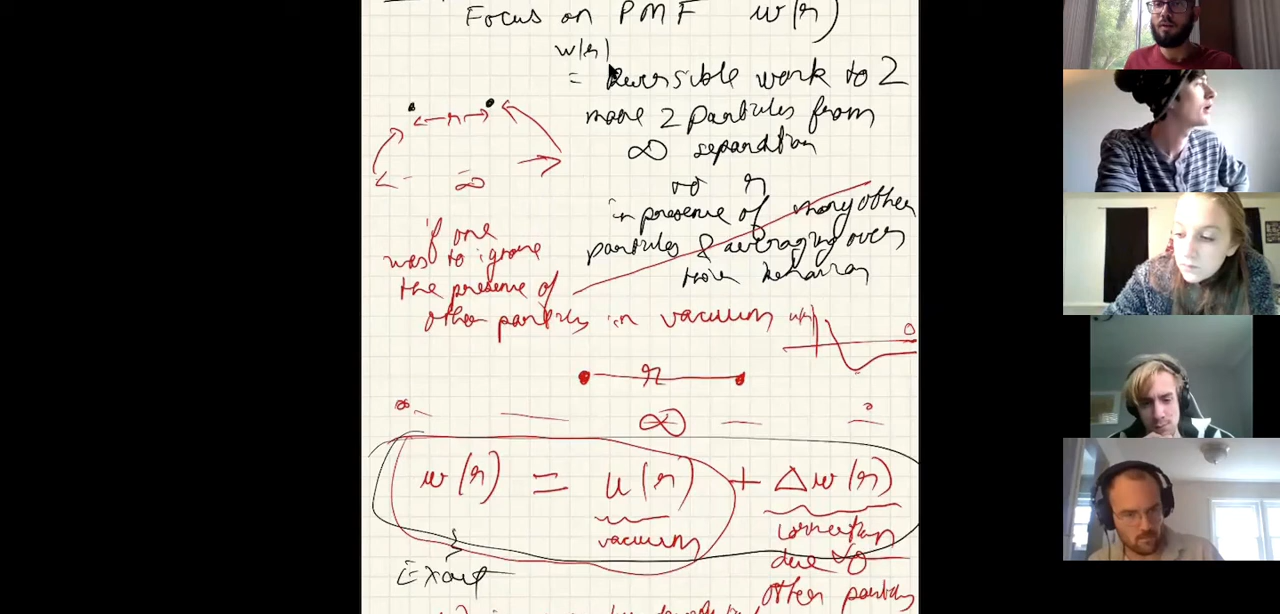 Focus on PMF w(r)
w(r)
= Reversible work to 2
move 2 particles from
∞ separation
to r
in presence of many other
particles & averaging over
their behavior
← r →
∞
if one
was to ignore
the presence of
other particles in vacuum
u(r)
0
r
∞
w(r) = u(r) + Δw(r)
vacuum
correction
due to
other particles
Exact